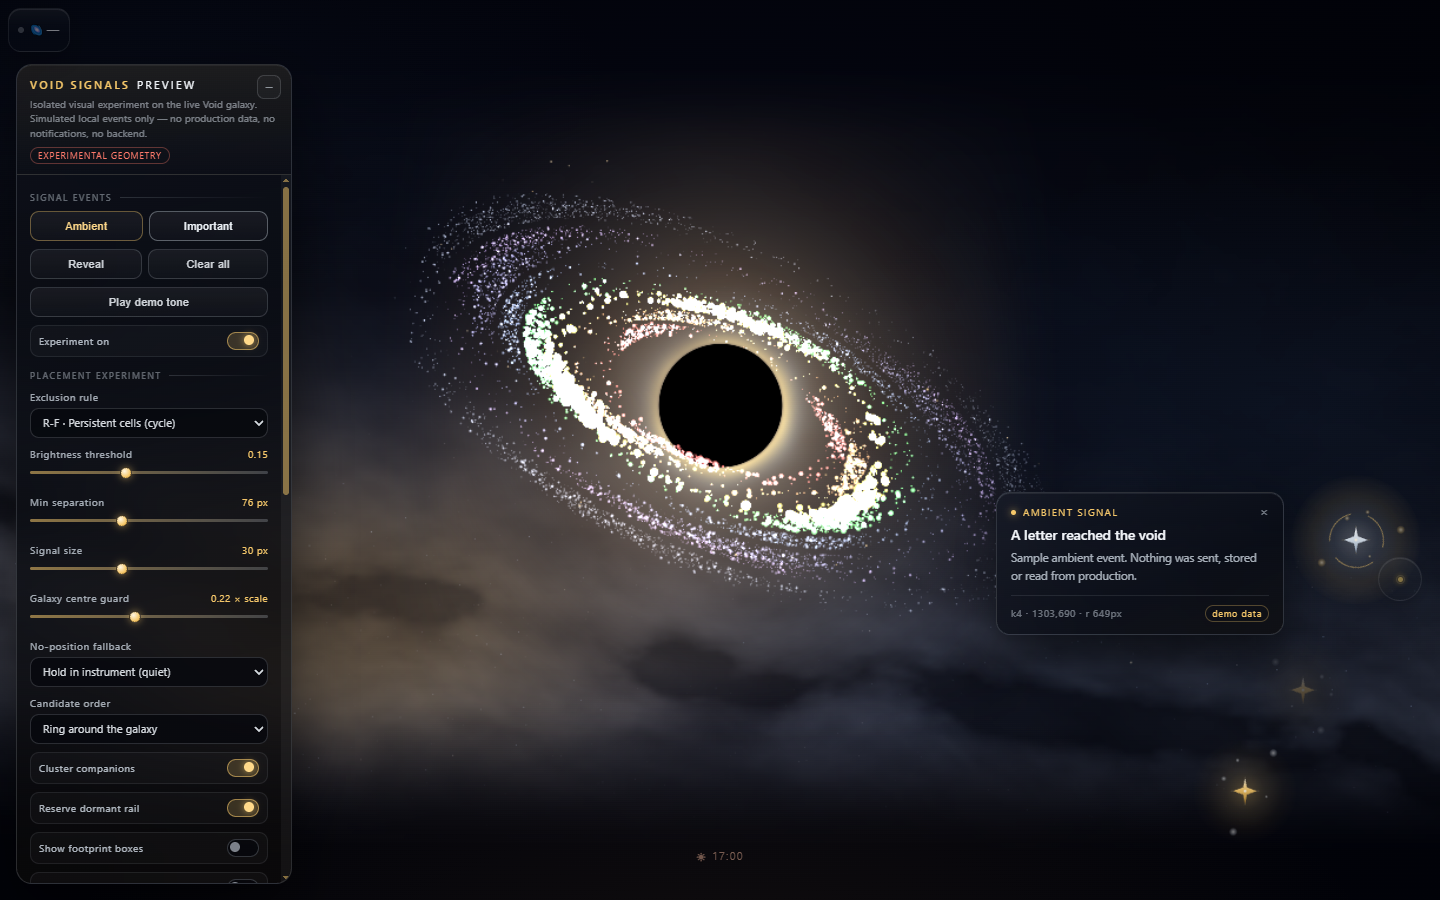 VOID SIGNALS PREVIEW
Isolated visual experiment on the live Void galaxy.
Simulated local events only — no production data, no
notifications, no backend.
EXPERIMENTAL GEOMETRY
SIGNAL EVENTS
Ambient
Important
Reveal
Clear all
Play demo tone
Experiment on
PLACEMENT EXPERIMENT
Exclusion rule
R-F · Persistent cells (cycle)
Brightness threshold 0.15
Min separation 76 px
Signal size 30 px
Galaxy centre guard 0.22 × scale
No-position fallback
Hold in instrument (quiet)
Candidate order
Ring around the galaxy
Cluster companions
Reserve dormant rail
Show footprint boxes
AMBIENT SIGNAL ×
A letter reached the void
Sample ambient event. Nothing was sent, stored
or read from production.
k4 · 1303,690 · r 649px
demo data
17:00